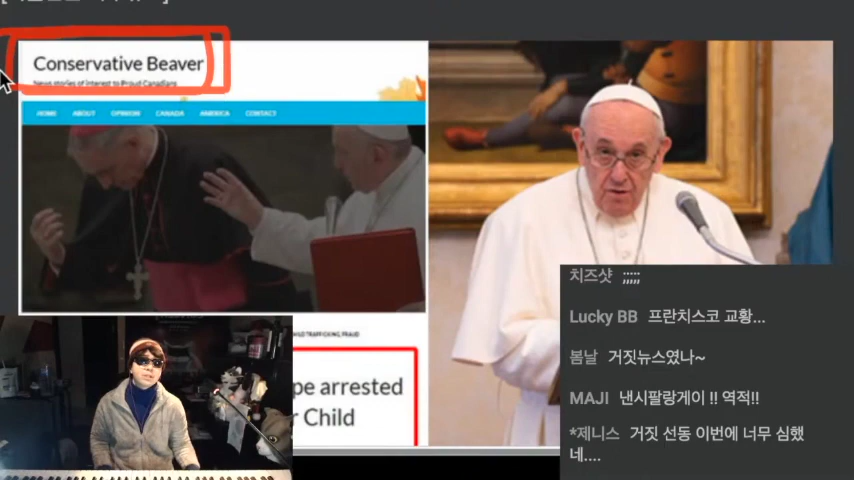 Conservative Beaver
News stories of interest to Proud Canadians
HOME ABOUT OPINION CANADA AMERICA CONTACT
CHILD TRAFFICKING, FRAUD
pe arrested
r Child
치즈샷 ;;;;;
Lucky BB 프란치스코 교황...
봄날 거짓뉴스였나~
MAJI 낸시팔랑게이 !! 역적!!
*제니스 거짓 선동 이번에 너무 심했
네....